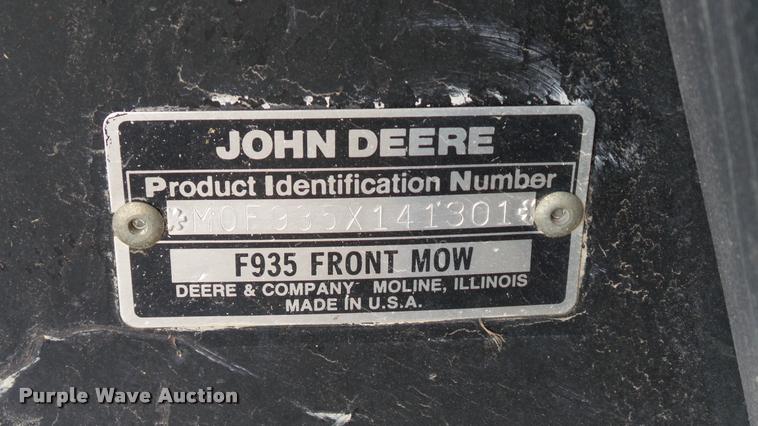 JOHN DEERE
Product Identification Number
*M0F935X141301*
F935 FRONT MOW
DEERE & COMPANY MOLINE, ILLINOIS
MADE IN U.S.A.
Purple Wave Auction